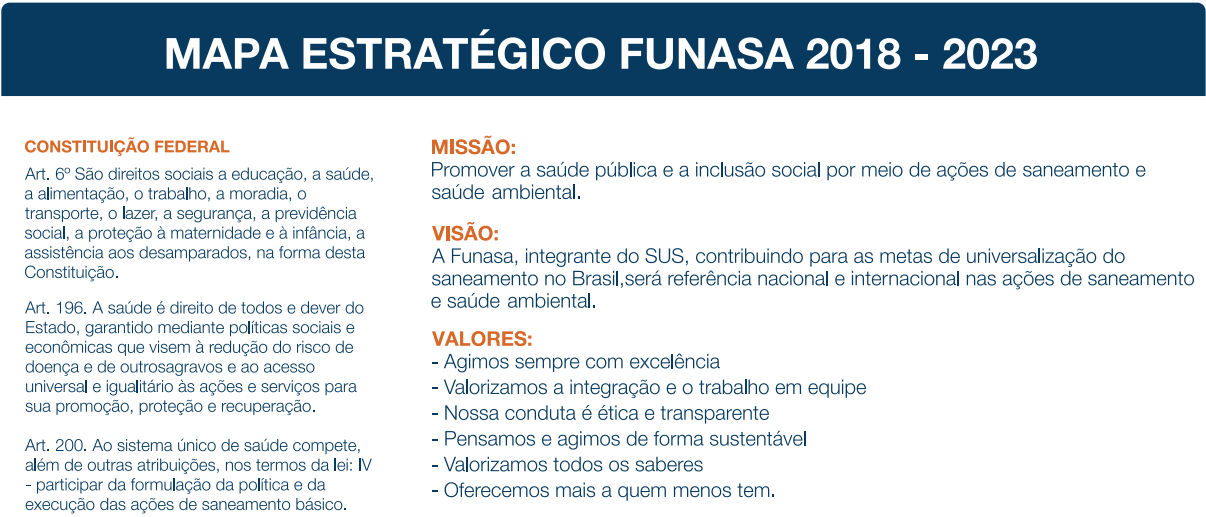 MAPA ESTRATÉGICO FUNASA 2018 - 2023
CONSTITUIÇÃO FEDERAL
Art. 6º São direitos sociais a educação, a saúde,
a alimentação, o trabalho, a moradia, o
transporte, o lazer, a segurança, a previdência
social, a proteção à maternidade e à infância, a
assistência aos desamparados, na forma desta
Constituição.
Art. 196. A saúde é direito de todos e dever do
Estado, garantido mediante políticas sociais e
econômicas que visem à redução do risco de
doença e de outrosagravos e ao acesso
universal e igualitário às ações e serviços para
sua promoção, proteção e recuperação.
Art. 200. Ao sistema único de saúde compete,
além de outras atribuições, nos termos da lei: IV
- participar da formulação da política e da
execução das ações de saneamento básico.
MISSÃO:
Promover a saúde pública e a inclusão social por meio de ações de saneamento e
saúde ambiental.
VISÃO:
A Funasa, integrante do SUS, contribuindo para as metas de universalização do
saneamento no Brasil,será referência nacional e internacional nas ações de saneamento
e saúde ambiental.
VALORES:
- Agimos sempre com excelência
- Valorizamos a integração e o trabalho em equipe
- Nossa conduta é ética e transparente
- Pensamos e agimos de forma sustentável
- Valorizamos todos os saberes
- Oferecemos mais a quem menos tem.